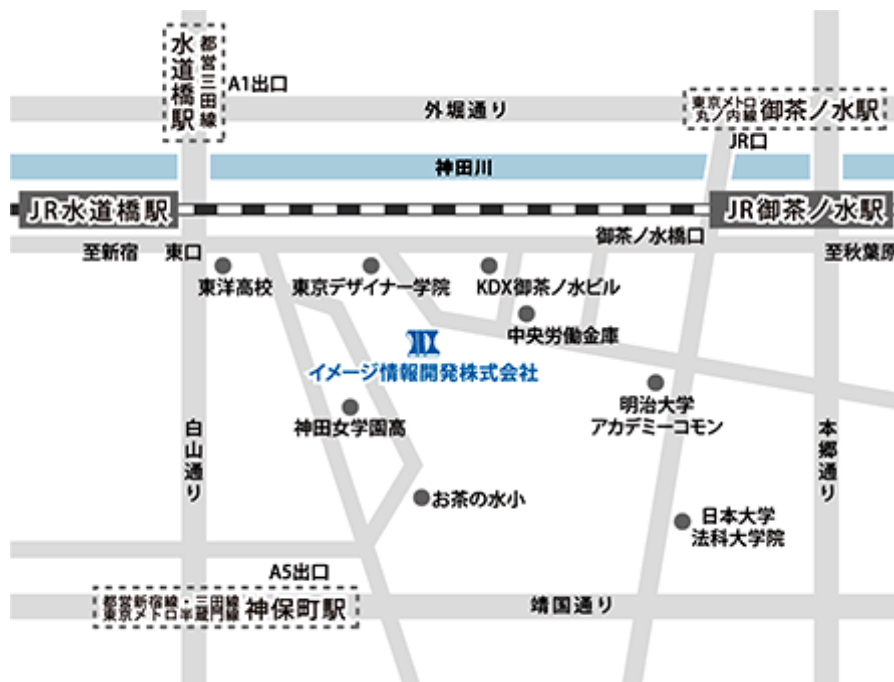 水道橋駅
都営三田線
A1出口
外堀通り
東京メトロ
丸ノ内線
御茶ノ水駅
JR口
神田川
JR水道橋駅
JR御茶ノ水駅
御茶ノ水橋口
至新宿
東口
至秋葉原
東洋高校
東京デザイナー学院
KDX御茶ノ水ビル
中央労働金庫
イメージ情報開発株式会社
明治大学
アカデミーコモン
神田女学園高
白山通り
本郷通り
お茶の水小
日本大学
法科大学院
A5出口
都営新宿線・三田線
東京メトロ半蔵門線
神保町駅
靖国通り